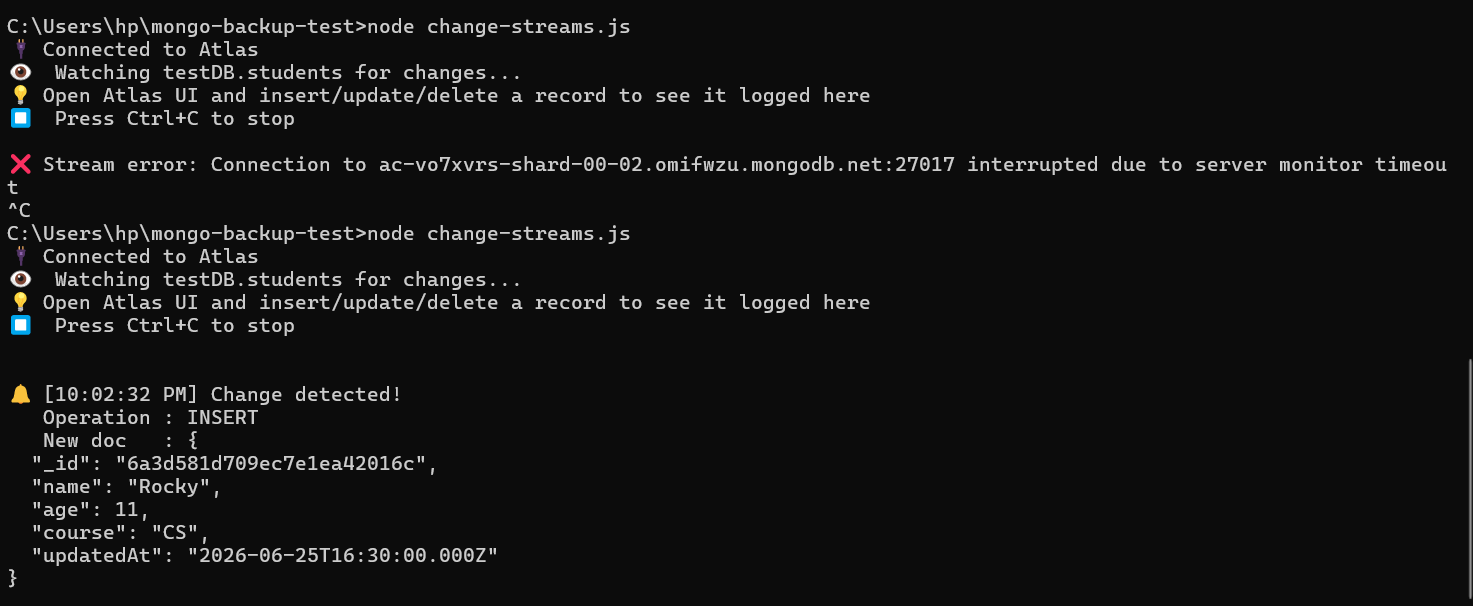 C:\Users\hp\mongo-backup-test>node change-streams.js
🔌 Connected to Atlas
👁️  Watching testDB.students for changes...
💡 Open Atlas UI and insert/update/delete a record to see it logged here
⏹️  Press Ctrl+C to stop
❌ Stream error: Connection to ac-vo7xvrs-shard-00-02.omifwzu.mongodb.net:27017 interrupted due to server monitor timeou
t
^C
C:\Users\hp\mongo-backup-test>node change-streams.js
🔌 Connected to Atlas
👁️  Watching testDB.students for changes...
💡 Open Atlas UI and insert/update/delete a record to see it logged here
⏹️  Press Ctrl+C to stop
🔔 [10:02:32 PM] Change detected!
   Operation : INSERT
   New doc   : {
  "_id": "6a3d581d709ec7e1ea42016c",
  "name": "Rocky",
  "age": 11,
  "course": "CS",
  "updatedAt": "2026-06-25T16:30:00.000Z"
}